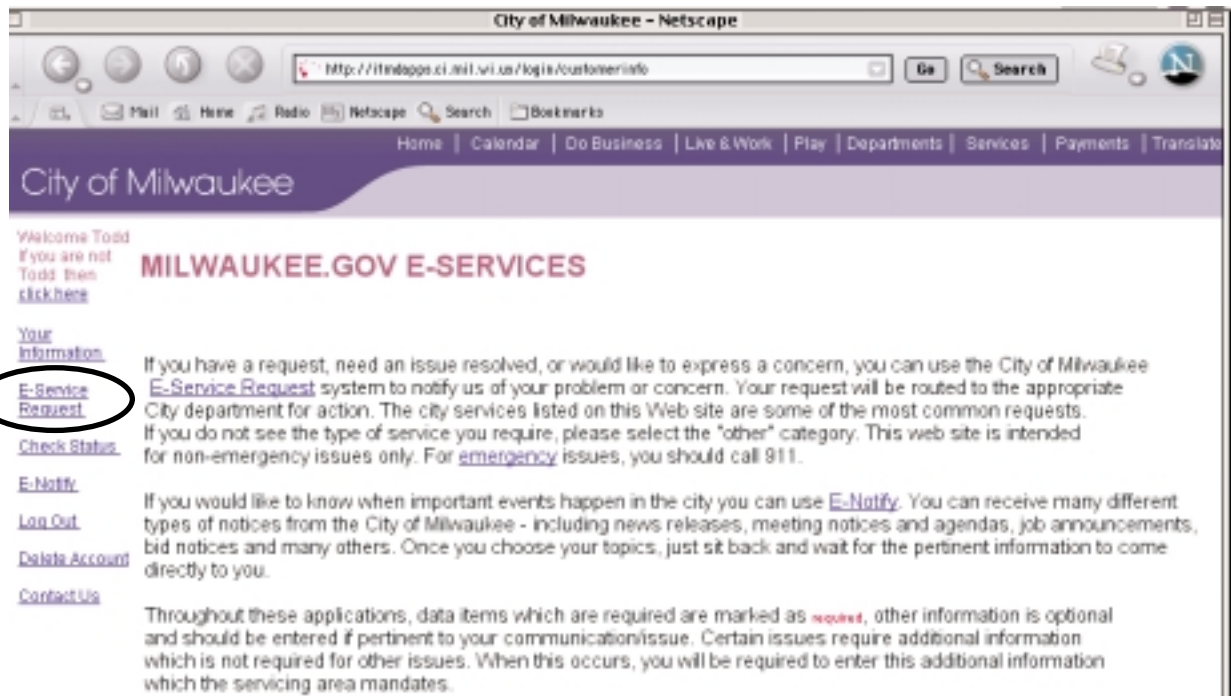 City of Milwaukee - Netscape
http://itmdapps.ci.mil.wi.us/login/customerinfo
Go
Search
N
Mail Home Radio Netscape Search Bookmarks
Home | Calendar | Do Business | Live & Work | Play | Departments | Services | Payments | Translate
City of Milwaukee
Welcome Todd
If you are not
Todd then
click here
Your
Information
E-Service
Request
Check Status
E-Notify
Log Out
Delete Account
Contact Us
MILWAUKEE.GOV E-SERVICES
If you have a request, need an issue resolved, or would like to express a concern, you can use the City of Milwaukee
E-Service Request system to notify us of your problem or concern. Your request will be routed to the appropriate
City department for action. The city services listed on this Web site are some of the most common requests.
If you do not see the type of service you require, please select the "other" category. This web site is intended
for non-emergency issues only. For emergency issues, you should call 911.
If you would like to know when important events happen in the city you can use E-Notify. You can receive many different
types of notices from the City of Milwaukee - including news releases, meeting notices and agendas, job announcements,
bid notices and many others. Once you choose your topics, just sit back and wait for the pertinent information to come
directly to you.
Throughout these applications, data items which are required are marked as required, other information is optional
and should be entered if pertinent to your communication/issue. Certain issues require additional information
which is not required for other issues. When this occurs, you will be required to enter this additional information
which the servicing area mandates.